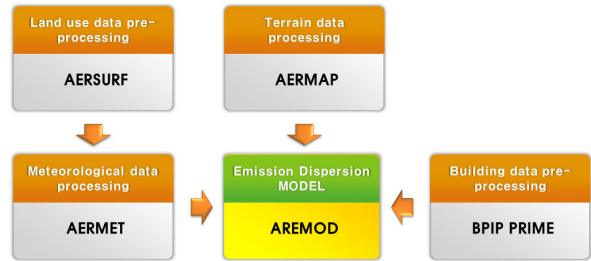 Land use data pre-
processing
AERSURF
Terrain data
processing
AERMAP
Meteorological data
processing
AERMET
Emission Dispersion
MODEL
AREMOD
Building data pre-
processing
BPIP PRIME